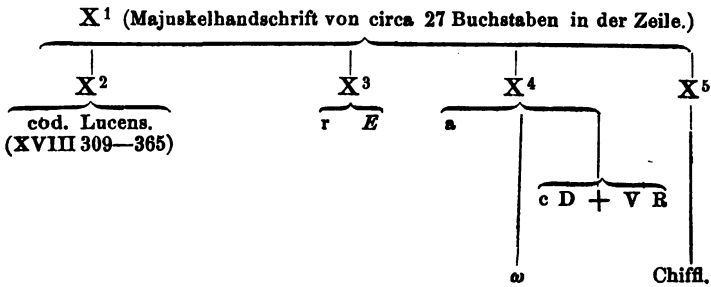 X¹ (Majuskelhandschrift von circa 27 Buchstaben in der Zeile.)
X² X³ X⁴ X⁵
cod. Lucens. r E a
(XVIII 309—365)
c D + V R
ω Chiffl.